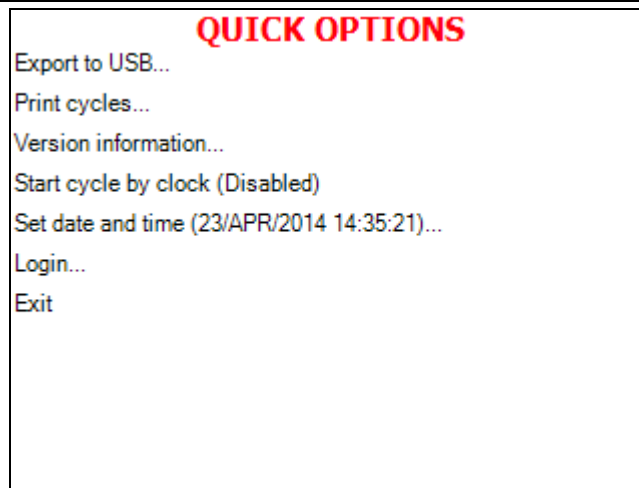 QUICK OPTIONS
Export to USB...
Print cycles...
Version information...
Start cycle by clock (Disabled)
Set date and time (23/APR/2014 14:35:21)...
Login...
Exit